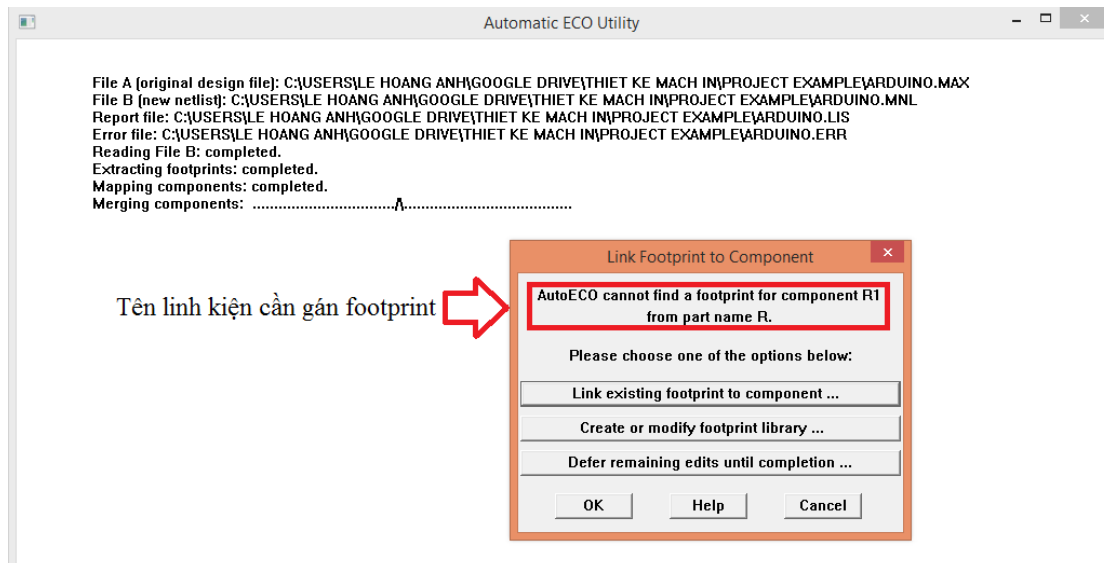 Automatic ECO Utility
File A (original design file): C:\USERS\LE HOANG ANH\GOOGLE DRIVE\THIET KE MACH IN\PROJECT EXAMPLE\ARDUINO.MAX
File B (new netlist): C:\USERS\LE HOANG ANH\GOOGLE DRIVE\THIET KE MACH IN\PROJECT EXAMPLE\ARDUINO.MNL
Report file: C:\USERS\LE HOANG ANH\GOOGLE DRIVE\THIET KE MACH IN\PROJECT EXAMPLE\ARDUINO.LIS
Error file: C:\USERS\LE HOANG ANH\GOOGLE DRIVE\THIET KE MACH IN\PROJECT EXAMPLE\ARDUINO.ERR
Reading File B: completed.
Extracting footprints: completed.
Mapping components: completed.
Merging components: ................................./\........................................
Tên linh kiện cần gán footprint
Link Footprint to Component
AutoECO cannot find a footprint for component R1
from part name R.
Please choose one of the options below:
Link existing footprint to component ...
Create or modify footprint library ...
Defer remaining edits until completion ...
OK Help Cancel